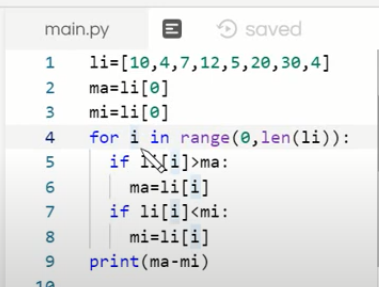 main.py saved
1 li=[10,4,7,12,5,20,30,4]
2 ma=li[0]
3 mi=li[0]
4 for i in range(0,len(li)):
5 if li[i]>ma:
6 ma=li[i]
7 if li[i]<mi:
8 mi=li[i]
9 print(ma-mi)
10